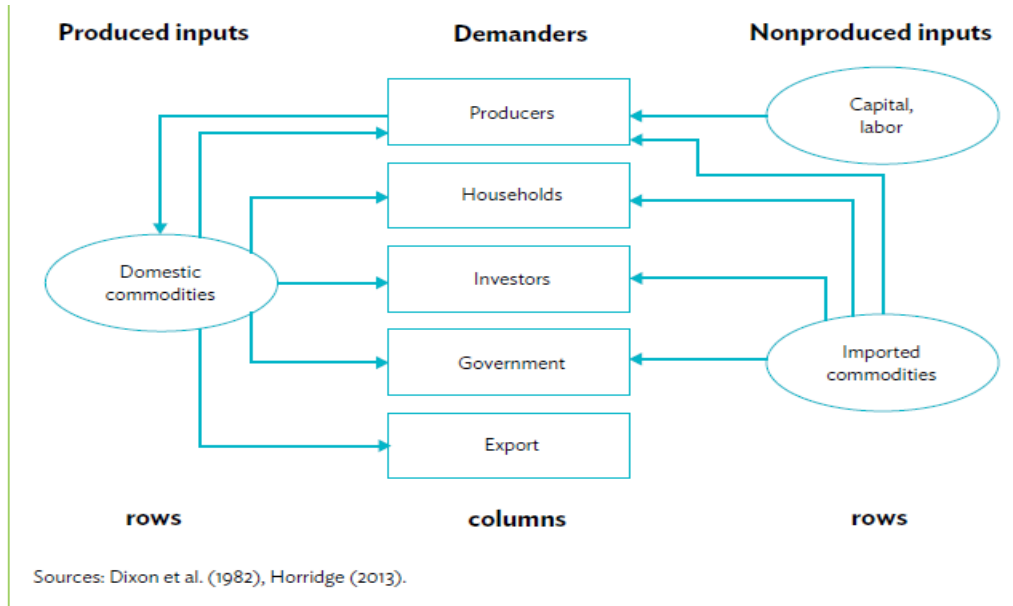 Produced inputs
Demanders
Nonproduced inputs
Producers
Capital,
labor
Households
Domestic
commodities
Investors
Imported
commodities
Government
Export
rows
columns
rows
Sources: Dixon et al. (1982), Horridge (2013).